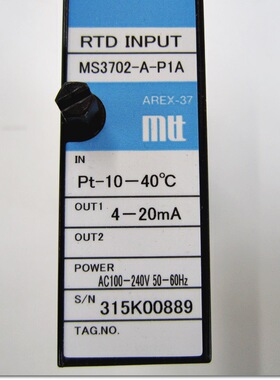 RTD INPUT
MS3702-A-P1A
AREX-37
mtt
IN
Pt-10-40℃
OUT1 4-20mA
OUT2
POWER
AC100-240V 50-60Hz
S/N 315K00889
TAG.NO.